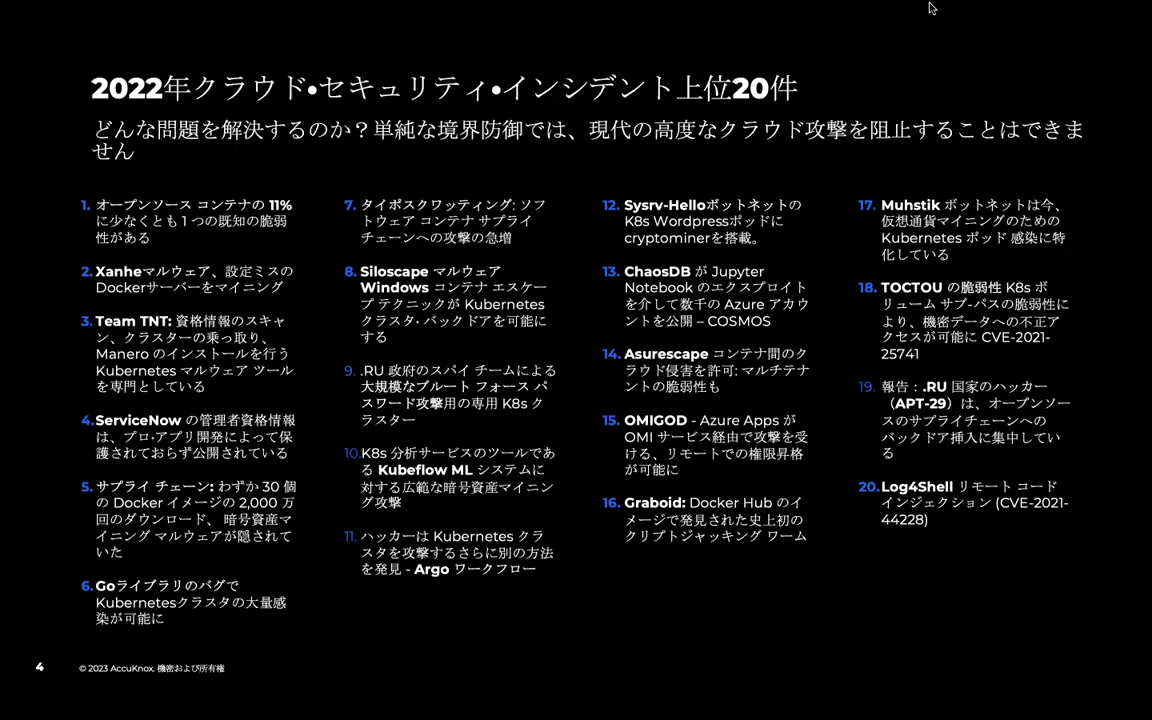 2022年クラウド•セキュリティ•インシデント上位20件
どんな問題を解決するのか？単純な境界防御では、現代の高度なクラウド攻撃を阻止することはできま
せん
1. オープンソース コンテナの 11%
に少なくとも 1 つの既知の脆弱
性がある
2. Xanheマルウェア、設定ミスの
Dockerサーバーをマイニング
3. Team TNT: 資格情報のスキャ
ン、クラスターの乗っ取り、
Manero のインストールを行う
Kubernetes マルウェア ツール
を専門としている
4. ServiceNow の管理者資格情報
は、プロ・アプリ開発によって保
護されておらず公開されている
5. サプライ チェーン: わずか 30 個
の Docker イメージの 2,000 万
回のダウンロード、 暗号資産マ
イニング マルウェアが隠されて
いた
6. Goライブラリのバグで
Kubernetesクラスタの大量感
染が可能に
7. タイポスクワッティング: ソフ
トウェア コンテナ サプライ
チェーンへの攻撃の急増
8. Siloscape マルウェア
Windows コンテナ エスケー
プ テクニックが Kubernetes
クラスタ・バックドアを可能に
する
9. .RU 政府のスパイ チームによる
大規模なブルート フォース パ
スワード攻撃用の専用 K8s ク
ラスター
10. K8s 分析サービスのツールであ
る Kubeflow ML システムに
対する広範な暗号資産マイニン
グ攻撃
11. ハッカーは Kubernetes クラ
スタを攻撃するさらに別の方法
を発見 - Argo ワークフロー
12. Sysrv-Helloボットネットの
K8s Wordpressポッドに
cryptominerを搭載。
13. ChaosDB が Jupyter
Notebook のエクスプロイト
を介して数千の Azure アカウ
ントを公開 – COSMOS
14. Asurescape コンテナ間のク
ラウド侵害を許可: マルチテナ
ントの脆弱性も
15. OMIGOD - Azure Apps が
OMI サービス経由で攻撃を受
ける、リモートでの権限昇格
が可能に
16. Graboid: Docker Hub のイ
メージで発見された史上初の
クリプトジャッキング ワーム
17. Muhstik ボットネットは今、
仮想通貨マイニングのための
Kubernetes ポッド 感染に特
化している
18. TOCTOU の脆弱性 K8s ボ
リューム サブ-パスの脆弱性に
より、機密データへの不正ア
クセスが可能に CVE-2021-
25741
19. 報告：.RU 国家のハッカー
（APT-29）は、オープンソー
スのサプライチェーンへの
バックドア挿入に集中してい
る
20. Log4Shell リモート コード
インジェクション (CVE-2021-
44228)
4
© 2023 AccuKnox. 機密および所有権